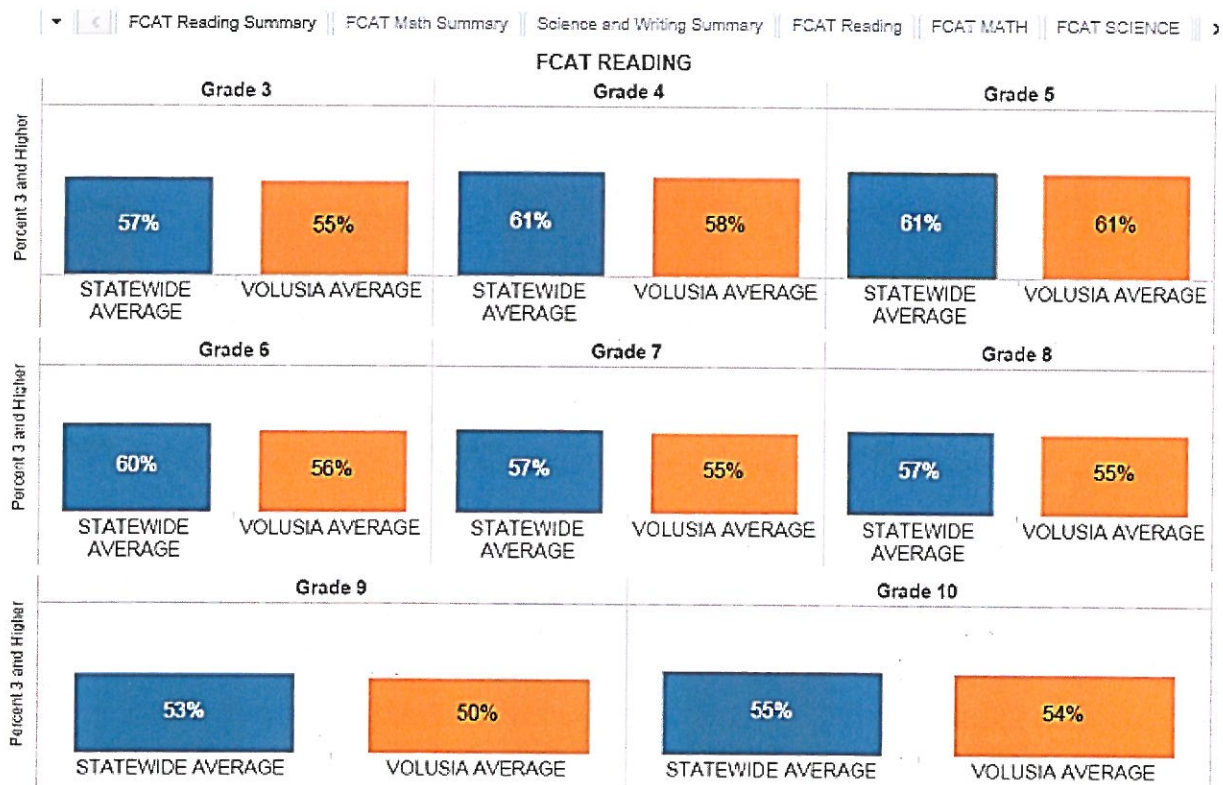 FCAT Reading Summary FCAT Math Summary Science and Writing Summary FCAT Reading FCAT MATH FCAT SCIENCE
FCAT READING
Grade 3 Grade 4 Grade 5
Percent 3 and Higher
57% 55% 61% 58% 61% 61%
STATEWIDE AVERAGE VOLUSIA AVERAGE STATEWIDE AVERAGE VOLUSIA AVERAGE STATEWIDE AVERAGE VOLUSIA AVERAGE
Grade 6 Grade 7 Grade 8
Percent 3 and Higher
60% 56% 57% 55% 57% 55%
STATEWIDE AVERAGE VOLUSIA AVERAGE STATEWIDE AVERAGE VOLUSIA AVERAGE STATEWIDE AVERAGE VOLUSIA AVERAGE
Grade 9 Grade 10
Percent 3 and Higher
53% 50% 55% 54%
STATEWIDE AVERAGE VOLUSIA AVERAGE STATEWIDE AVERAGE VOLUSIA AVERAGE